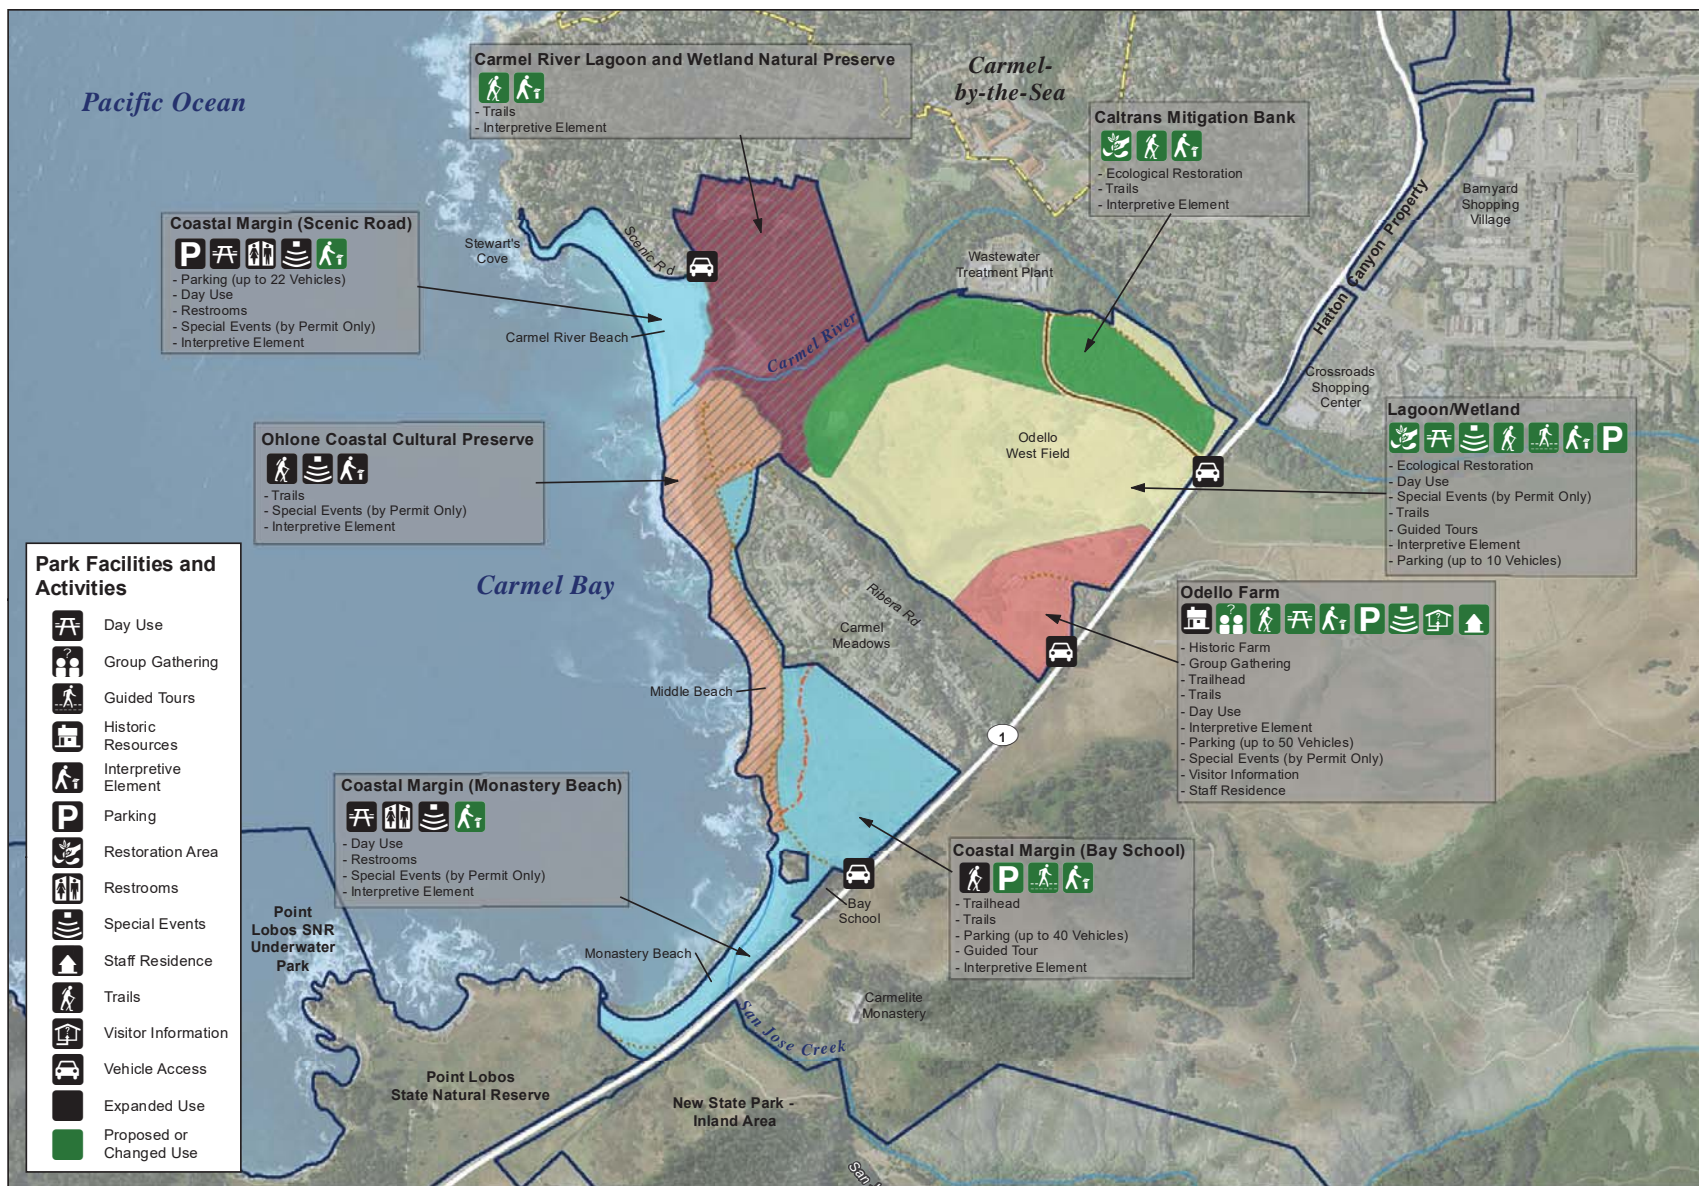 Pacific Ocean
Carmel River Lagoon and Wetland Natural Preserve
- Trails
- Interpretive Element
Carmel-
by-the-Sea
Caltrans Mitigation Bank
- Ecological Restoration
- Trails
- Interpretive Element
Barnyard
Shopping
Village
Hatton Canyon Property
Coastal Margin (Scenic Road)
P
- Parking (up to 22 Vehicles)
- Day Use
- Restrooms
- Special Events (by Permit Only)
- Interpretive Element
Stewart's
Cove
Scenic Rd
Wastewater
Treatment Plant
Carmel River Beach
Carmel River
Crossroads
Shopping
Center
Lagoon/Wetland
P
- Ecological Restoration
- Day Use
- Special Events (by Permit Only)
- Trails
- Guided Tours
- Interpretive Element
- Parking (up to 10 Vehicles)
Ohlone Coastal Cultural Preserve
- Trails
- Special Events (by Permit Only)
- Interpretive Element
Odello
West Field
Carmel Bay
Ribera Rd
Carmel
Meadows
Middle Beach
1
Odello Farm
?
P
- Historic Farm
- Group Gathering
- Trailhead
- Trails
- Day Use
- Interpretive Element
- Parking (up to 50 Vehicles)
- Special Events (by Permit Only)
- Visitor Information
- Staff Residence
Coastal Margin (Monastery Beach)
- Day Use
- Restrooms
- Special Events (by Permit Only)
- Interpretive Element
Coastal Margin (Bay School)
P
- Trailhead
- Trails
- Parking (up to 40 Vehicles)
- Guided Tour
- Interpretive Element
Bay
School
Monastery Beach
Carmelite
Monastery
San Jose Creek
Point
Lobos SNR
Underwater
Park
Point Lobos
State Natural Reserve
New State Park -
Inland Area
Park Facilities and
Activities
Day Use
?
Group Gathering
Guided Tours
Historic
Resources
Interpretive
Element
P
Parking
Restoration Area
Restrooms
Special Events
Staff Residence
Trails
Visitor Information
Vehicle Access
Expanded Use
Proposed or
Changed Use